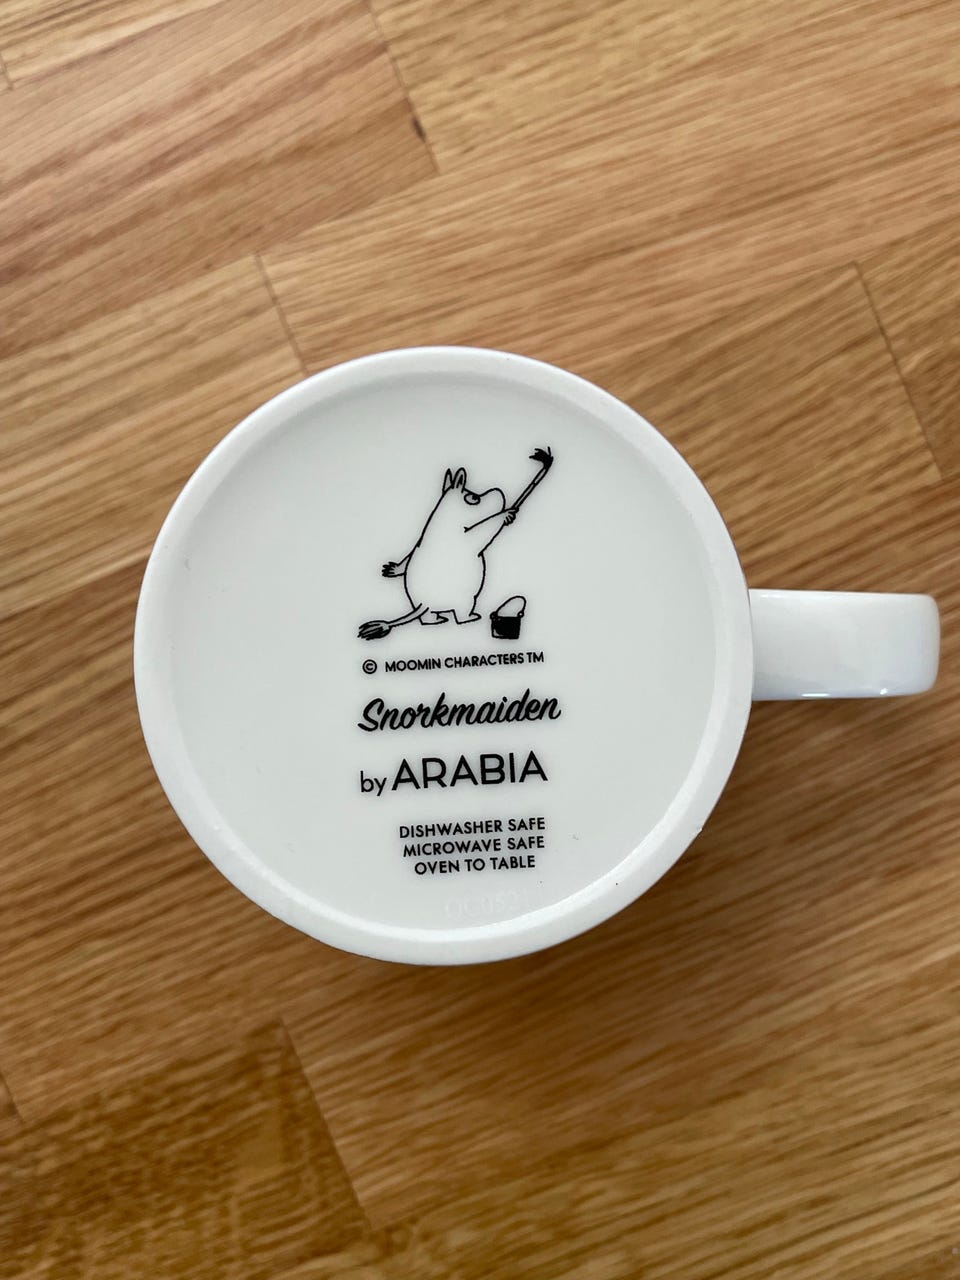 © MOOMIN CHARACTERS TM
Snorkmaiden
by ARABIA
DISHWASHER SAFE
MICROWAVE SAFE
OVEN TO TABLE